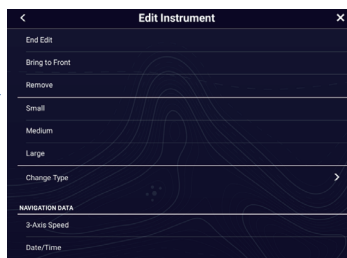 Edit Instrument
End Edit
Bring to Front
Remove
Small
Medium
Large
Change Type
NAVIGATION DATA
3-Axis Speed
Date/Time